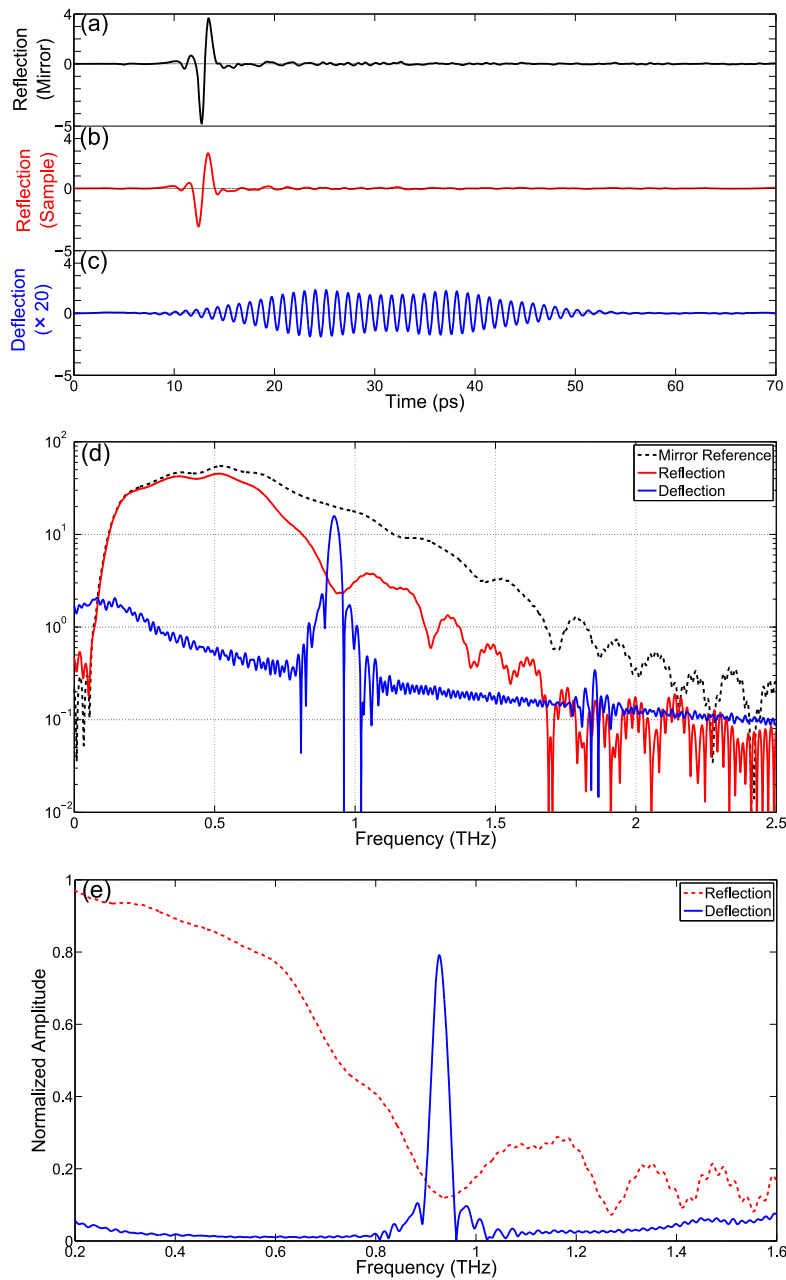 (a)
4
0
−5
Reflection
(Mirror)
(b)
4
0
−5
Reflection
(Sample)
(c)
4
0
−5
Deflection
(× 20)
0 10 20 30 40 50 60 70
Time (ps)
(d)
Mirror Reference
Reflection
Deflection
10^2
10^1
10^0
10^−1
10^−2
0 0.5 1 1.5 2 2.5
Frequency (THz)
(e)
Reflection
Deflection
1
0.8
0.6
0.4
0.2
0
Normalized Amplitude
0.2 0.4 0.6 0.8 1 1.2 1.4 1.6
Frequency (THz)